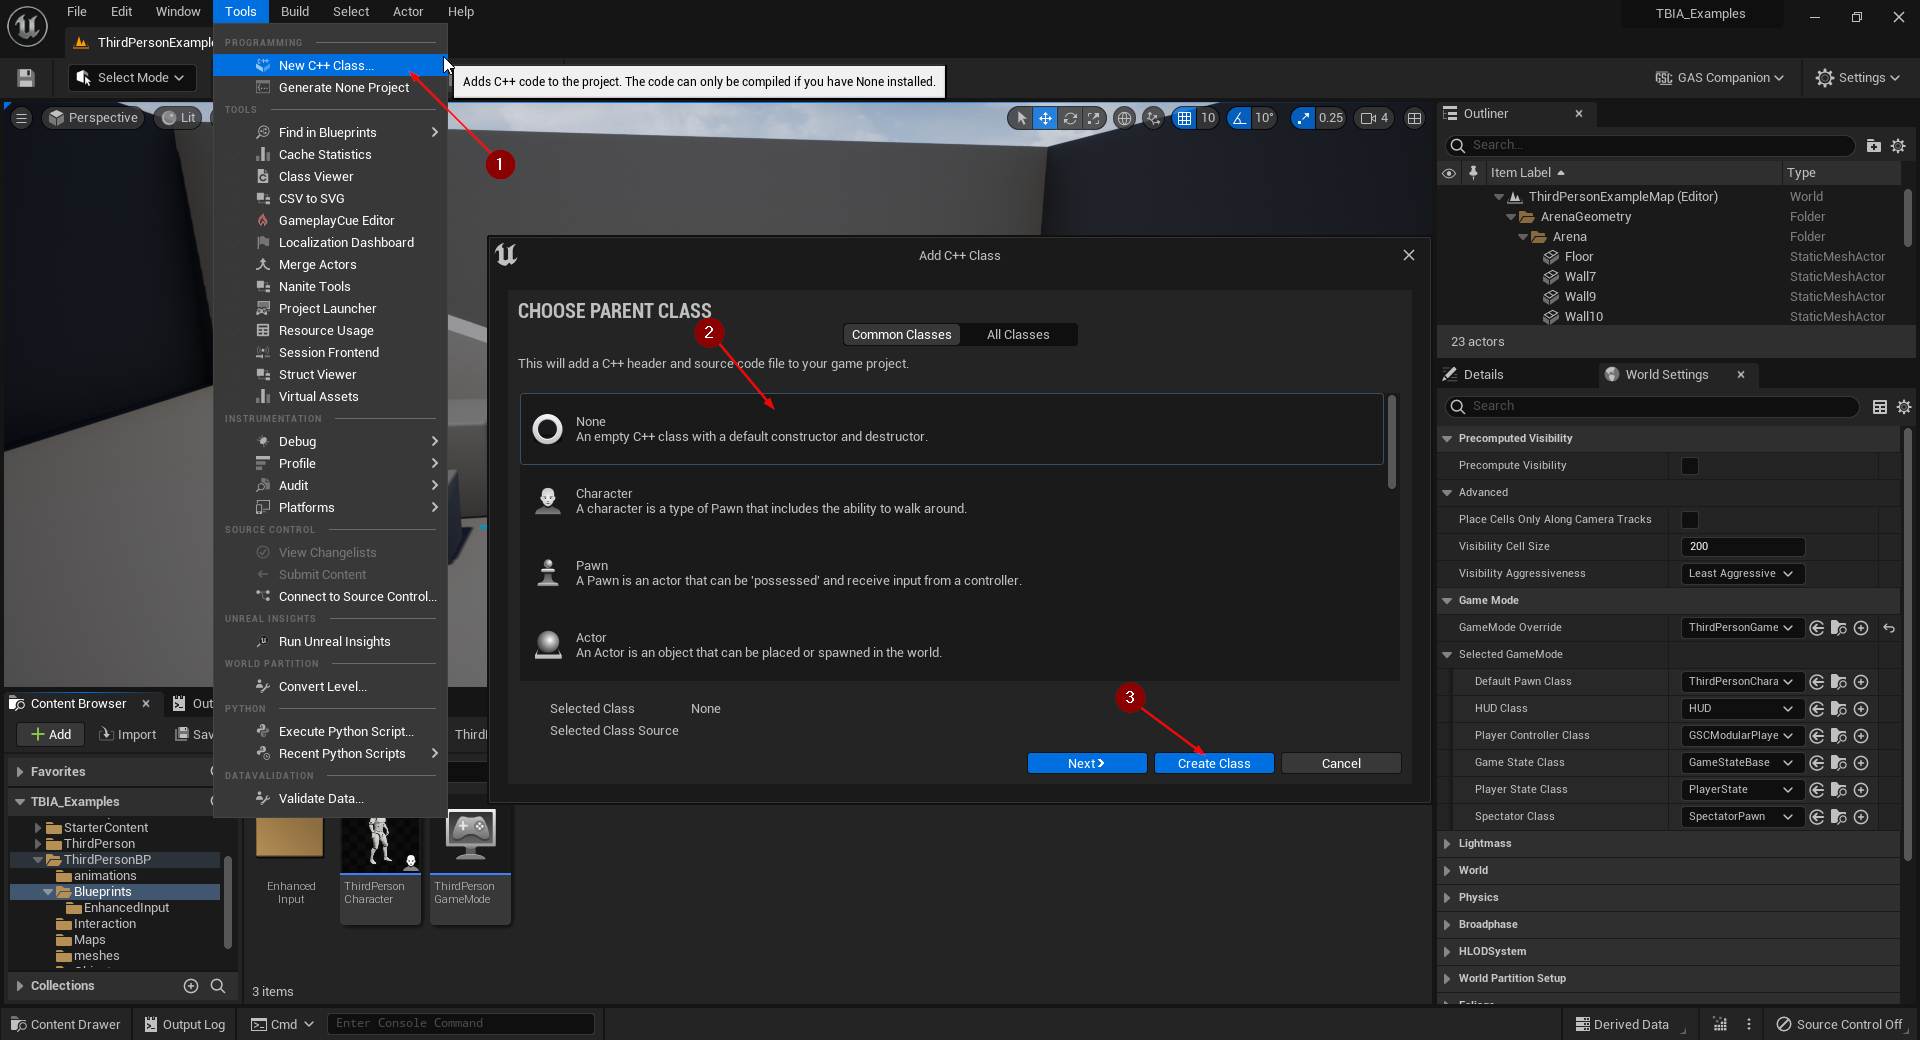 File Edit Window Tools Build Select Actor Help
TBIA_Examples
ThirdPersonExampl
PROGRAMMING
Select Mode
New C++ Class...
Adds C++ code to the project. The code can only be compiled if you have None installed.
GAS Companion
Settings
Generate None Project
TOOLS
Perspective
Lit
10
10°
0.25
4
Find in Blueprints
Cache Statistics
Class Viewer
CSV to SVG
GameplayCue Editor
Localization Dashboard
Merge Actors
Nanite Tools
Project Launcher
Resource Usage
Session Frontend
Struct Viewer
Virtual Assets
INSTRUMENTATION
Debug
Profile
Audit
Platforms
SOURCE CONTROL
View Changelists
Submit Content
Connect to Source Control...
UNREAL INSIGHTS
Run Unreal Insights
WORLD PARTITION
Convert Level...
PYTHON
Execute Python Script...
Recent Python Scripts
DATAVALIDATION
Validate Data...
1
Add C++ Class
CHOOSE PARENT CLASS
2
Common Classes
All Classes
This will add a C++ header and source code file to your game project.
None
An empty C++ class with a default constructor and destructor.
Character
A character is a type of Pawn that includes the ability to walk around.
Pawn
A Pawn is an actor that can be 'possessed' and receive input from a controller.
Actor
An Actor is an object that can be placed or spawned in the world.
3
Selected Class None
Selected Class Source
Next
Create Class
Cancel
Outliner
Search...
Item Label
Type
ThirdPersonExampleMap (Editor) World
ArenaGeometry Folder
Arena Folder
Floor StaticMeshActor
Wall7 StaticMeshActor
Wall9 StaticMeshActor
Wall10 StaticMeshActor
23 actors
Details
World Settings
Search
Precomputed Visibility
Precompute Visibility
Advanced
Place Cells Only Along Camera Tracks
Visibility Cell Size 200
Visibility Aggressiveness Least Aggressive
Game Mode
GameMode Override ThirdPersonGame
Selected GameMode
Default Pawn Class ThirdPersonChara
HUD Class HUD
Player Controller Class GSCModularPlaye
Game State Class GameStateBase
Player State Class PlayerState
Spectator Class SpectatorPawn
Lightmass
World
Physics
Broadphase
HLODSystem
World Partition Setup
Content Browser
Out
Add
Import
Sav
Third
Favorites
TBIA_Examples
StarterContent
ThirdPerson
ThirdPersonBP
animations
Blueprints
EnhancedInput
Interaction
Maps
meshes
Collections
Enhanced
Input
ThirdPerson
Character
ThirdPerson
GameMode
3 items
Content Drawer
Output Log
Cmd
Enter Console Command
Derived Data
Source Control Off